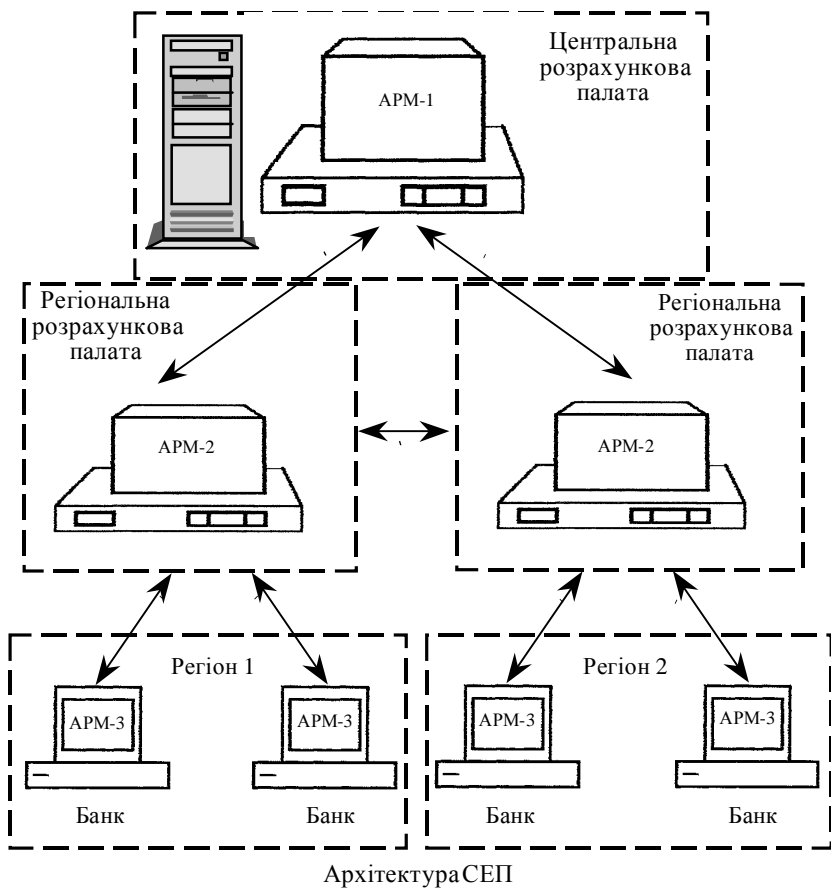 Центральна
розрахункова
палата
АРМ-1
Регіональна
розрахункова
палата
Регіональна
розрахункова
палата
АРМ-2
АРМ-2
Регіон 1
Регіон 2
АРМ-3
АРМ-3
АРМ-3
АРМ-3
Банк
Банк
Банк
Банк
Архітектура СЕП